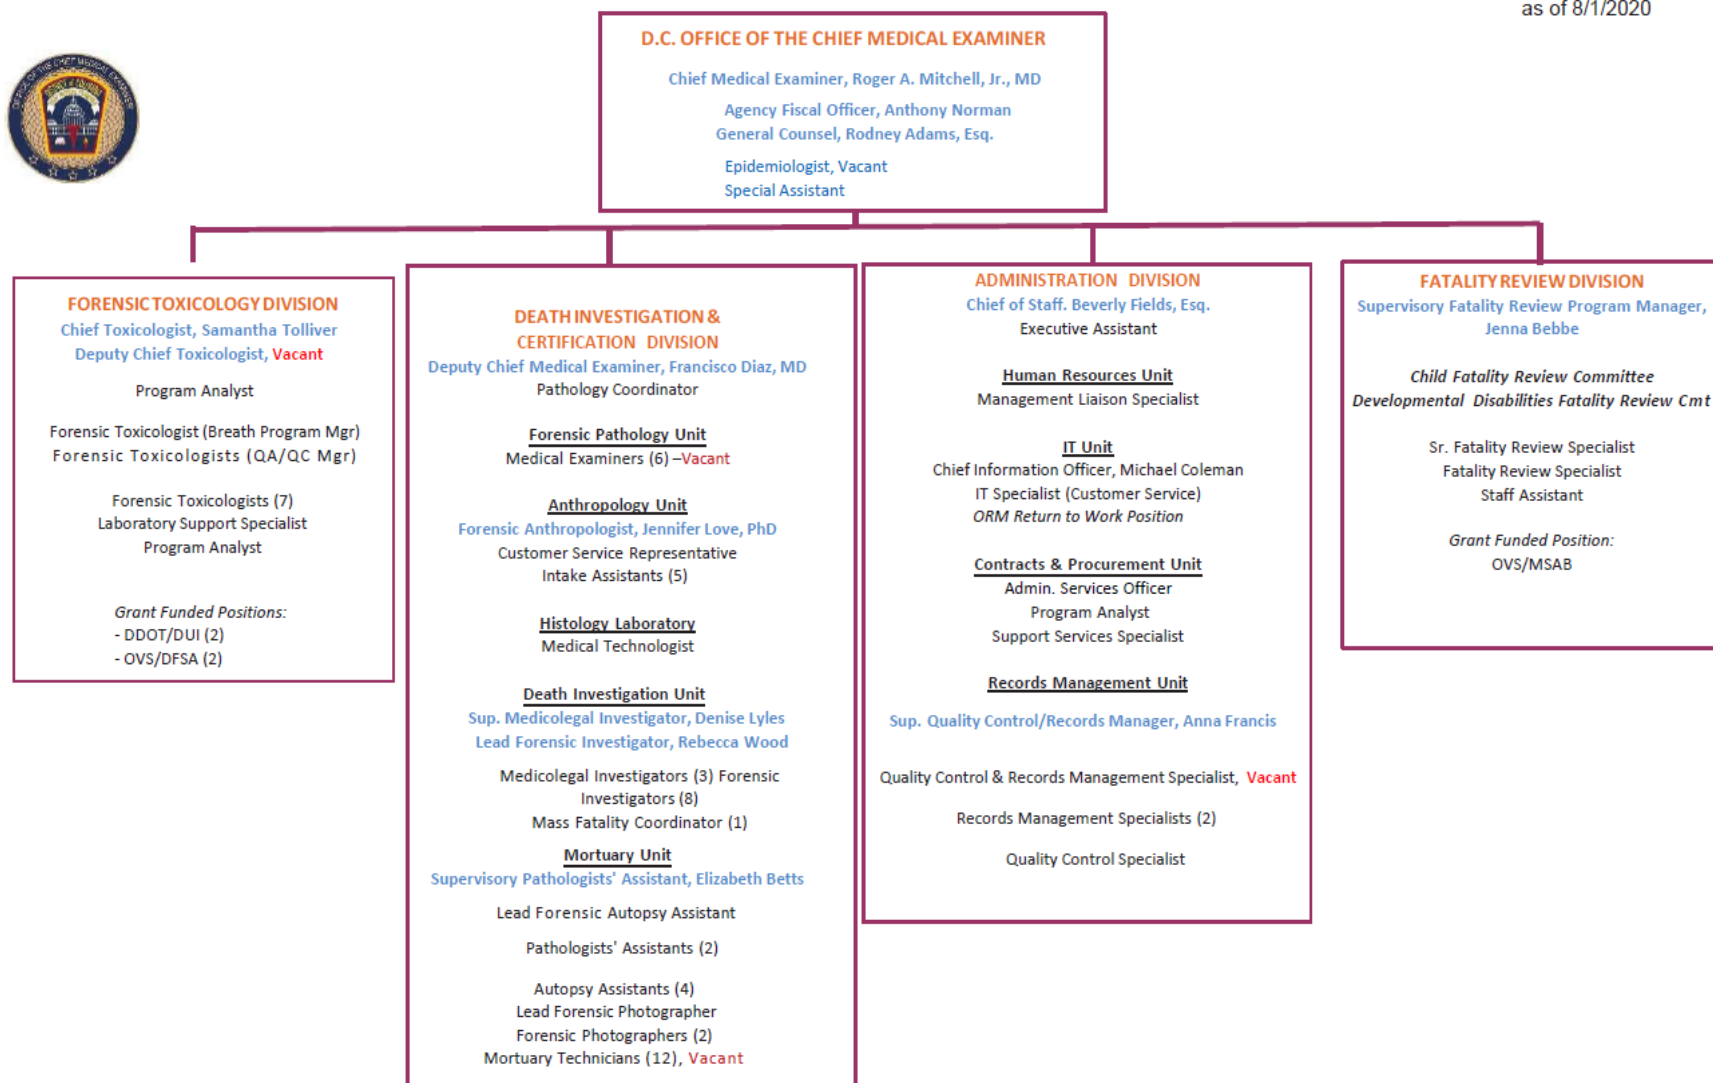 as of 8/1/2020
D.C. OFFICE OF THE CHIEF MEDICAL EXAMINER
Chief Medical Examiner, Roger A. Mitchell, Jr., MD
Agency Fiscal Officer, Anthony Norman
General Counsel, Rodney Adams, Esq.
Epidemiologist, Vacant
Special Assistant
OFFICE OF THE CHIEF MEDICAL EXAMINER
FORENSIC TOXICOLOGY DIVISION
Chief Toxicologist, Samantha Tolliver
Deputy Chief Toxicologist, Vacant
Program Analyst
Forensic Toxicologist (Breath Program Mgr)
Forensic Toxicologists (QA/QC Mgr)
Forensic Toxicologists (7)
Laboratory Support Specialist
Program Analyst
Grant Funded Positions:
- DDOT/DUI (2)
- OVS/DFSA (2)
DEATH INVESTIGATION &
CERTIFICATION DIVISION
Deputy Chief Medical Examiner, Francisco Diaz, MD
Pathology Coordinator
Forensic Pathology Unit
Medical Examiners (6) –Vacant
Anthropology Unit
Forensic Anthropologist, Jennifer Love, PhD
Customer Service Representative
Intake Assistants (5)
Histology Laboratory
Medical Technologist
Death Investigation Unit
Sup. Medicolegal Investigator, Denise Lyles
Lead Forensic Investigator, Rebecca Wood
Medicolegal Investigators (3) Forensic
Investigators (8)
Mass Fatality Coordinator (1)
Mortuary Unit
Supervisory Pathologists' Assistant, Elizabeth Betts
Lead Forensic Autopsy Assistant
Pathologists' Assistants (2)
Autopsy Assistants (4)
Lead Forensic Photographer
Forensic Photographers (2)
Mortuary Technicians (12), Vacant
ADMINISTRATION DIVISION
Chief of Staff. Beverly Fields, Esq.
Executive Assistant
Human Resources Unit
Management Liaison Specialist
IT Unit
Chief Information Officer, Michael Coleman
IT Specialist (Customer Service)
ORM Return to Work Position
Contracts & Procurement Unit
Admin. Services Officer
Program Analyst
Support Services Specialist
Records Management Unit
Sup. Quality Control/Records Manager, Anna Francis
Quality Control & Records Management Specialist, Vacant
Records Management Specialists (2)
Quality Control Specialist
FATALITY REVIEW DIVISION
Supervisory Fatality Review Program Manager,
Jenna Bebbe
Child Fatality Review Committee
Developmental Disabilities Fatality Review Cmt
Sr. Fatality Review Specialist
Fatality Review Specialist
Staff Assistant
Grant Funded Position:
OVS/MSAB